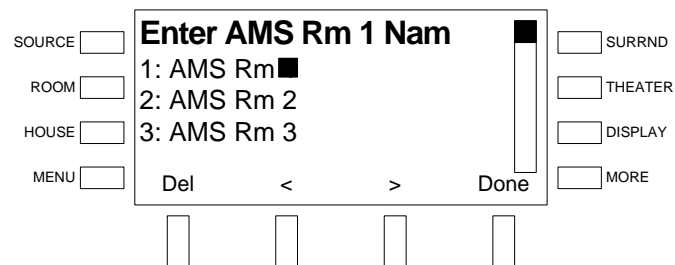 Enter AMS Rm 1 Nam
1: AMS Rm
2: AMS Rm 2
3: AMS Rm 3
Del < > Done
SOURCE
ROOM
HOUSE
MENU
SURRND
THEATER
DISPLAY
MORE